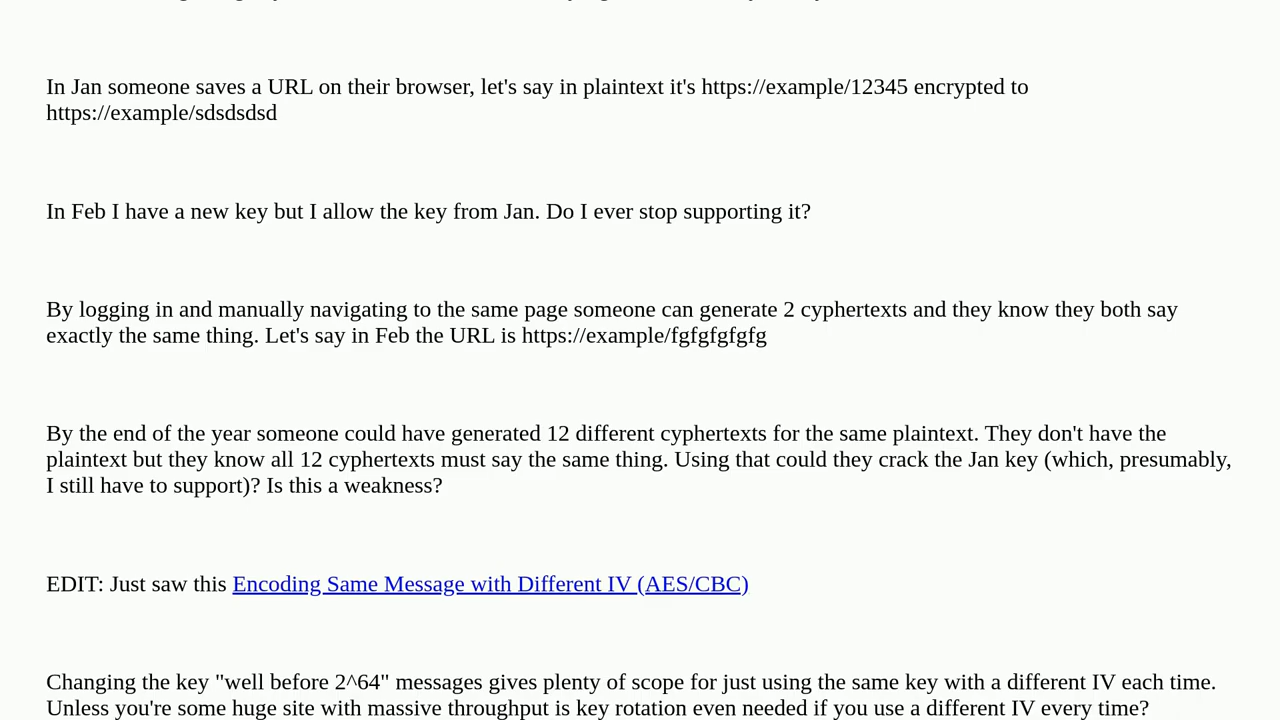 In Jan someone saves a URL on their browser, let's say in plaintext it's https://example/12345 encrypted to
https://example/sdsdsdsd
In Feb I have a new key but I allow the key from Jan. Do I ever stop supporting it?
By logging in and manually navigating to the same page someone can generate 2 cyphertexts and they know they both say
exactly the same thing. Let's say in Feb the URL is https://example/fgfgfgfgfg
By the end of the year someone could have generated 12 different cyphertexts for the same plaintext. They don't have the
plaintext but they know all 12 cyphertexts must say the same thing. Using that could they crack the Jan key (which, presumably,
I still have to support)? Is this a weakness?
EDIT: Just saw this Encoding Same Message with Different IV (AES/CBC)
Changing the key "well before 2^64" messages gives plenty of scope for just using the same key with a different IV each time.
Unless you're some huge site with massive throughput is key rotation even needed if you use a different IV every time?